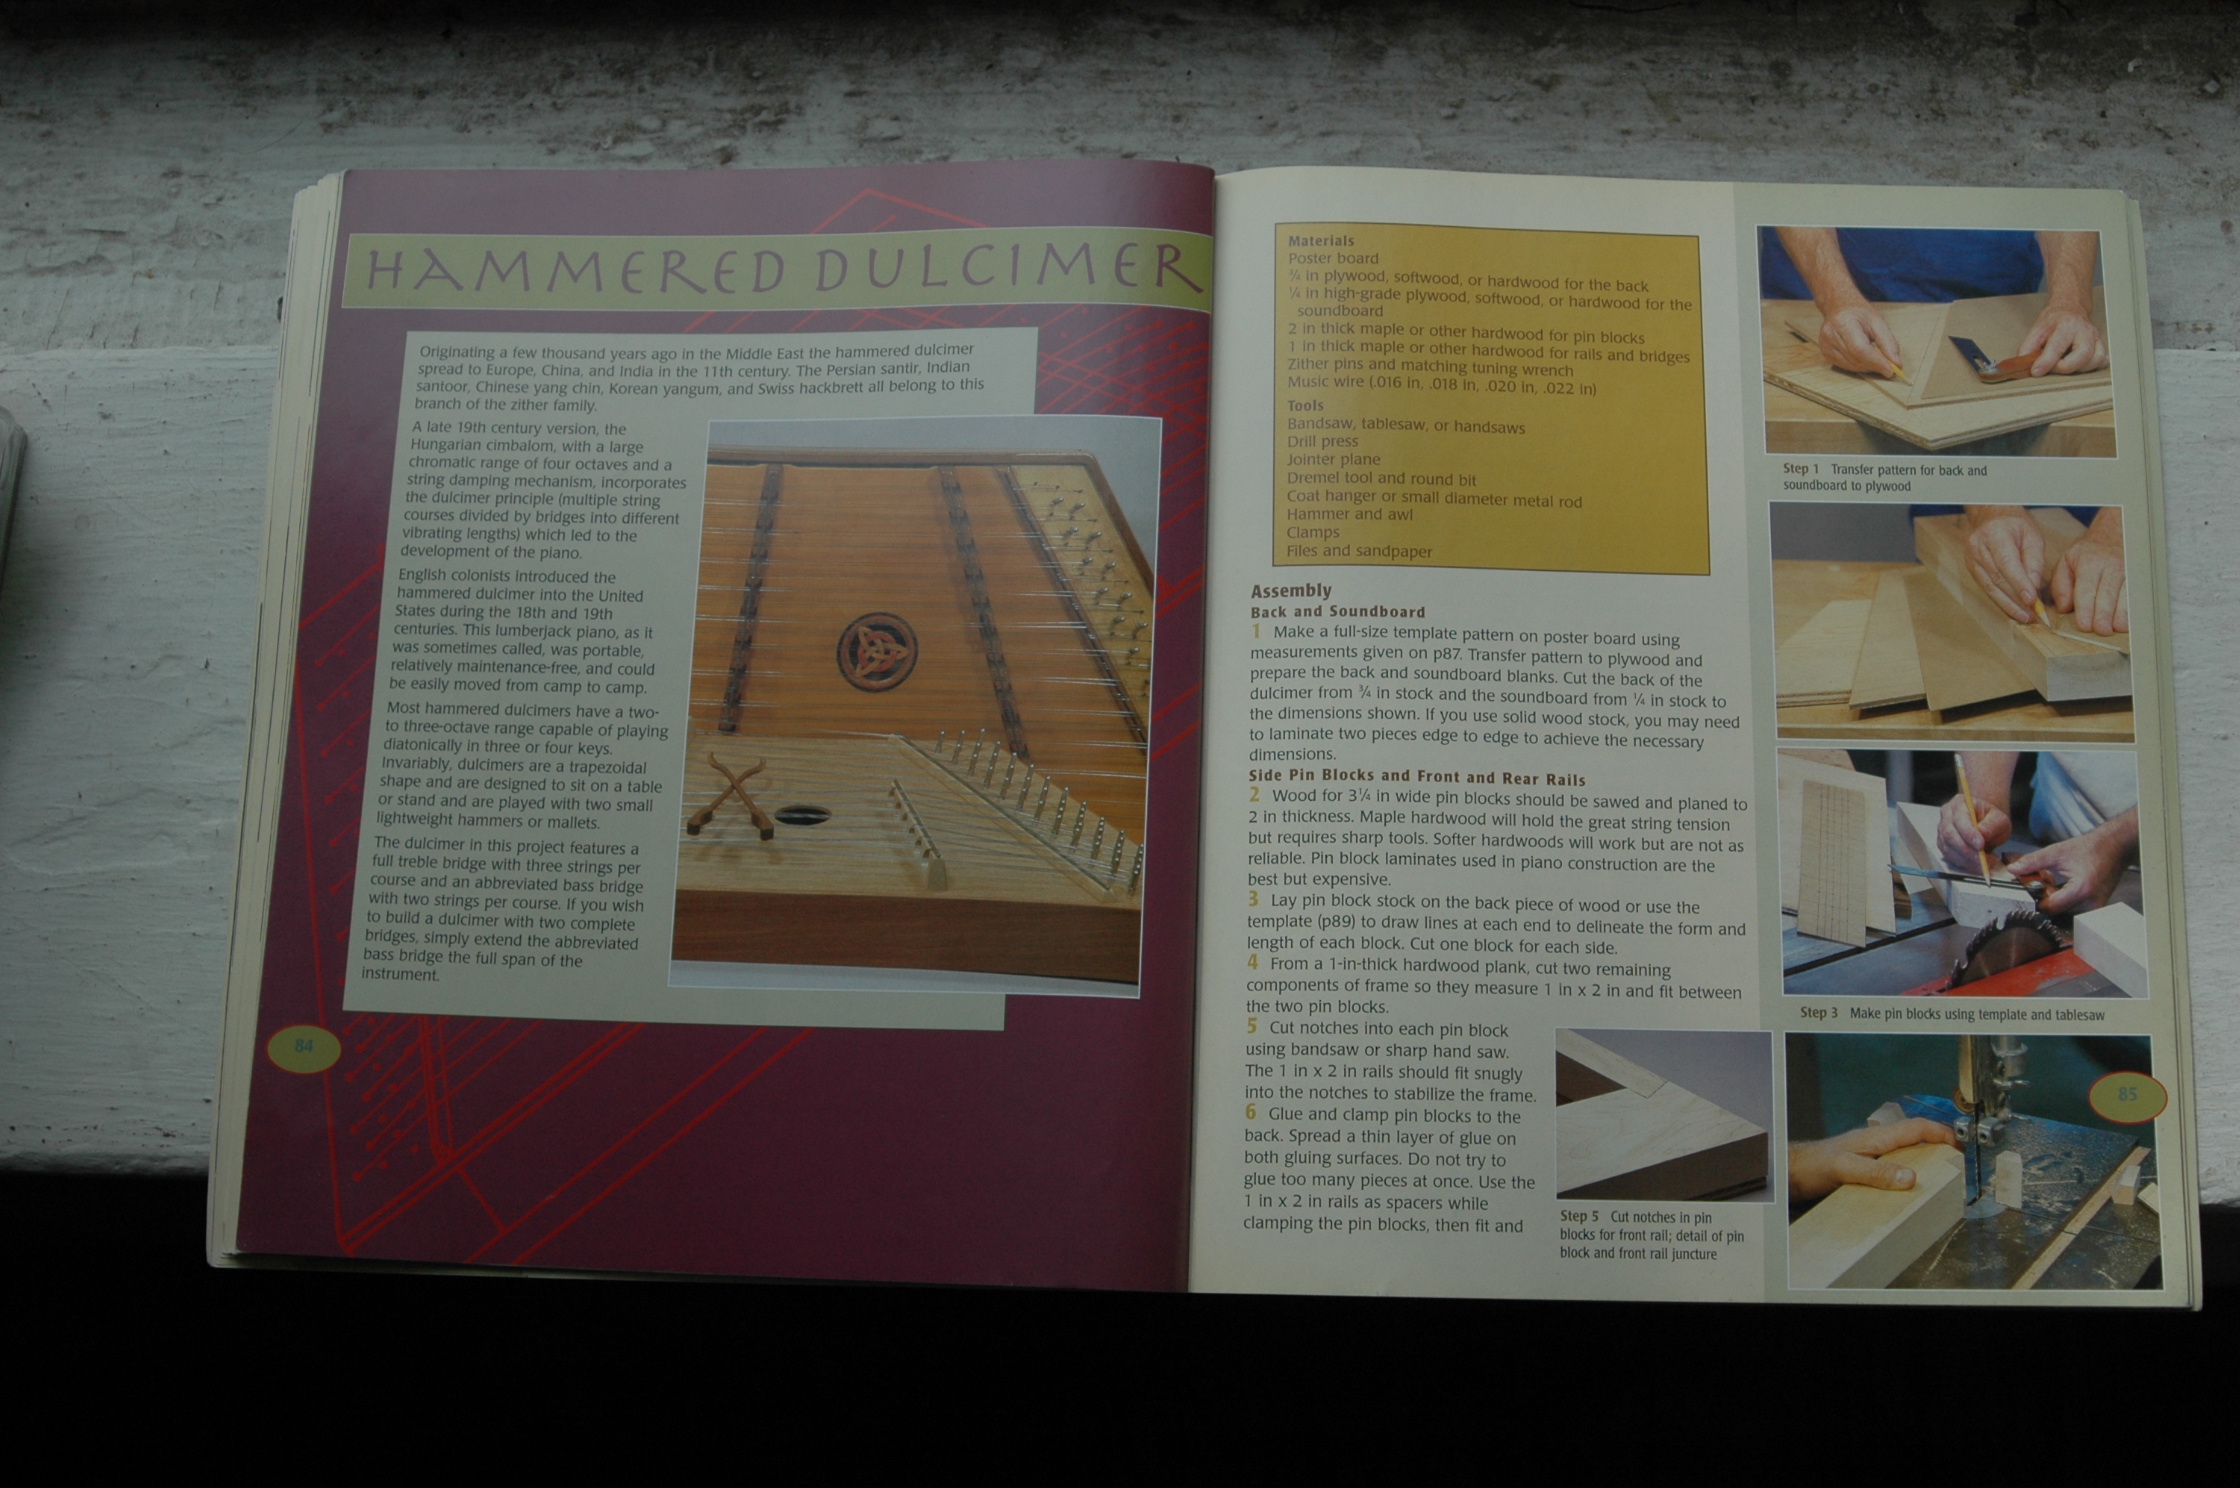 HAMMERED DULCIMER
Originating a few thousand years ago in the Middle East the hammered dulcimer
spread to Europe, China, and India in the 11th century. The Persian santir, Indian
santoor, Chinese yang chin, Korean yangum, and Swiss hackbrett all belong to this
branch of the zither family.
A late 19th century version, the
Hungarian cimbalom, with a large
chromatic range of four octaves and a
string damping mechanism, incorporates
the dulcimer principle (multiple string
courses divided by bridges into different
vibrating lengths) which led to the
development of the piano.
English colonists introduced the
hammered dulcimer into the United
States during the 18th and 19th
centuries. This lumberjack piano, as it
was sometimes called, was portable,
relatively maintenance-free, and could
be easily moved from camp to camp.
Most hammered dulcimers have a two-
to three-octave range capable of playing
diatonically in three or four keys.
Invariably, dulcimers are a trapezoidal
shape and are designed to sit on a table
or stand and are played with two small
lightweight hammers or mallets.
The dulcimer in this project features a
full treble bridge with three strings per
course and an abbreviated bass bridge
with two strings per course. If you wish
to build a dulcimer with two complete
bridges, simply extend the abbreviated
bass bridge the full span of the
instrument.
84
Materials
Poster board
¾ in plywood, softwood, or hardwood for the back
¼ in high-grade plywood, softwood, or hardwood for the
soundboard
2 in thick maple or other hardwood for pin blocks
1 in thick maple or other hardwood for rails and bridges
Zither pins and matching tuning wrench
Music wire (.016 in, .018 in, .020 in, .022 in)
Tools
Bandsaw, tablesaw, or handsaws
Drill press
Jointer plane
Dremel tool and round bit
Coat hanger or small diameter metal rod
Hammer and awl
Clamps
Files and sandpaper
Assembly
Back and Soundboard
1 Make a full-size template pattern on poster board using
measurements given on p87. Transfer pattern to plywood and
prepare the back and soundboard blanks. Cut the back of the
dulcimer from ¾ in stock and the soundboard from ¼ in stock to
the dimensions shown. If you use solid wood stock, you may need
to laminate two pieces edge to edge to achieve the necessary
dimensions.
Side Pin Blocks and Front and Rear Rails
2 Wood for 3¼ in wide pin blocks should be sawed and planed to
2 in thickness. Maple hardwood will hold the great string tension
but requires sharp tools. Softer hardwoods will work but are not as
reliable. Pin block laminates used in piano construction are the
best but expensive.
3 Lay pin block stock on the back piece of wood or use the
template (p89) to draw lines at each end to delineate the form and
length of each block. Cut one block for each side.
4 From a 1-in-thick hardwood plank, cut two remaining
components of frame so they measure 1 in x 2 in and fit between
the two pin blocks.
5 Cut notches into each pin block
using bandsaw or sharp hand saw.
The 1 in x 2 in rails should fit snugly
into the notches to stabilize the frame.
6 Glue and clamp pin blocks to the
back. Spread a thin layer of glue on
both gluing surfaces. Do not try to
glue too many pieces at once. Use the
1 in x 2 in rails as spacers while
clamping the pin blocks, then fit and
Step 1 Transfer pattern for back and
soundboard to plywood
Step 3 Make pin blocks using template and tablesaw
Step 5 Cut notches in pin
blocks for front rail; detail of pin
block and front rail juncture
85